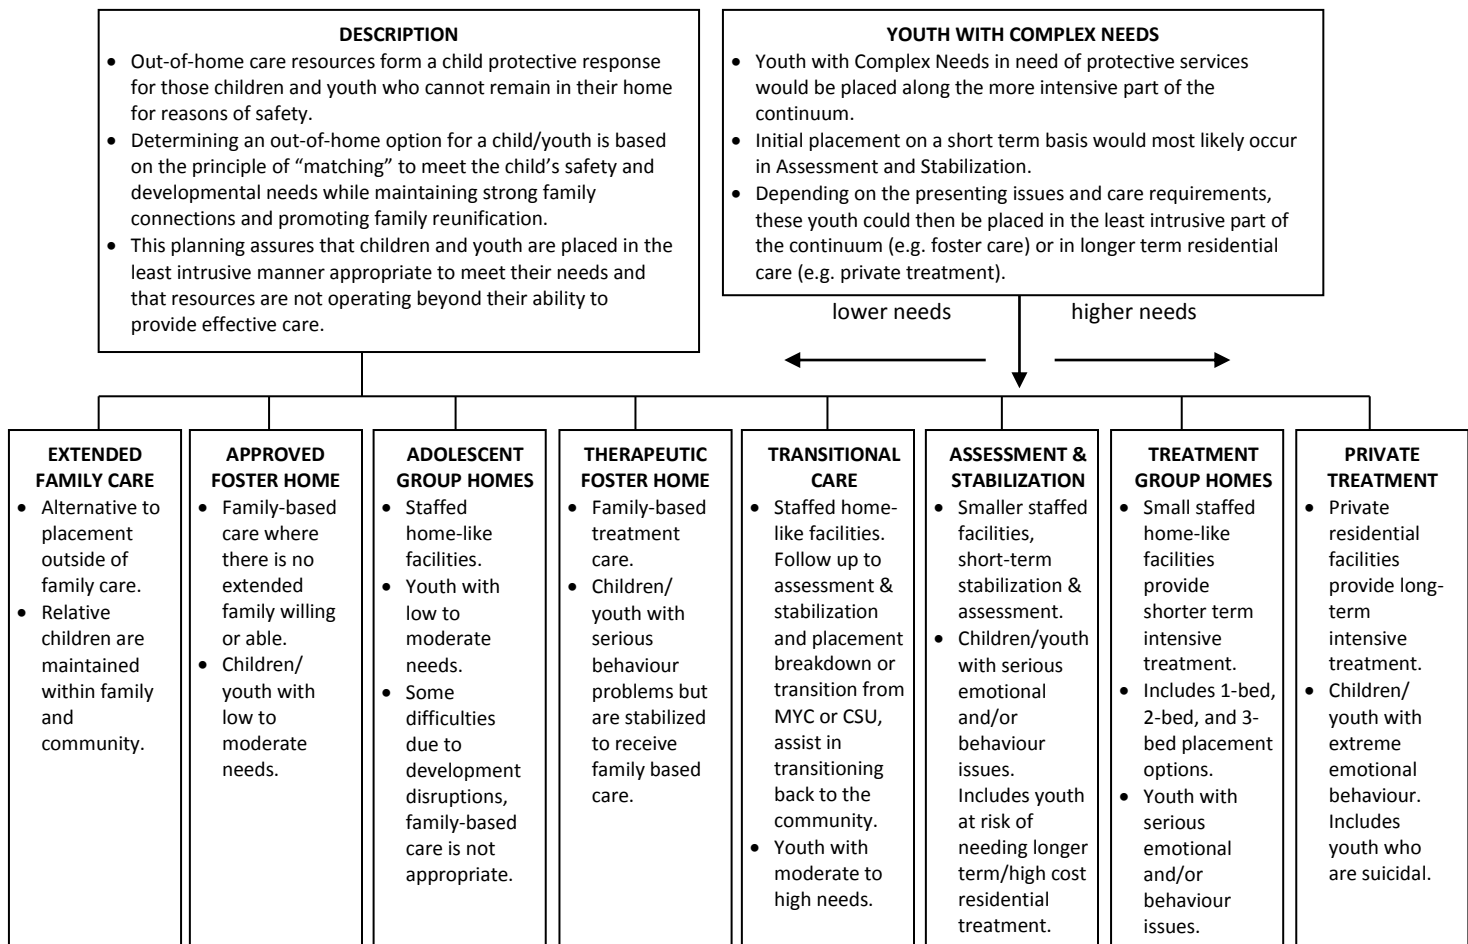 DESCRIPTION
• Out-of-home care resources form a child protective response
for those children and youth who cannot remain in their home
for reasons of safety.
• Determining an out-of-home option for a child/youth is based
on the principle of “matching” to meet the child’s safety and
developmental needs while maintaining strong family
connections and promoting family reunification.
• This planning assures that children and youth are placed in the
least intrusive manner appropriate to meet their needs and
that resources are not operating beyond their ability to
provide effective care.
YOUTH WITH COMPLEX NEEDS
• Youth with Complex Needs in need of protective services
would be placed along the more intensive part of the
continuum.
• Initial placement on a short term basis would most likely occur
in Assessment and Stabilization.
• Depending on the presenting issues and care requirements,
these youth could then be placed in the least intrusive part of
the continuum (e.g. foster care) or in longer term residential
care (e.g. private treatment).
lower needs
higher needs
EXTENDED
FAMILY CARE
• Alternative to
placement
outside of
family care.
• Relative
children are
maintained
within family
and
community.
APPROVED
FOSTER HOME
• Family-based
care where
there is no
extended
family willing
or able.
• Children/
youth with
low to
moderate
needs.
ADOLESCENT
GROUP HOMES
• Staffed
home-like
facilities.
• Youth with
low to
moderate
needs.
• Some
difficulties
due to
development
disruptions,
family-based
care is not
appropriate.
THERAPEUTIC
FOSTER HOME
• Family-based
treatment
care.
• Children/
youth with
serious
behaviour
problems but
are stabilized
to receive
family based
care.
TRANSITIONAL
CARE
• Staffed home-
like facilities.
Follow up to
assessment &
stabilization
and placement
breakdown or
transition from
MYC or CSU,
assist in
transitioning
back to the
community.
• Youth with
moderate to
high needs.
ASSESSMENT &
STABILIZATION
• Smaller staffed
facilities,
short-term
stabilization &
assessment.
• Children/youth
with serious
emotional
and/or
behaviour
issues.
Includes youth
at risk of
needing longer
term/high cost
residential
treatment.
TREATMENT
GROUP HOMES
• Small staffed
home-like
facilities
provide
shorter term
intensive
treatment.
• Includes 1-bed,
2-bed, and 3-
bed placement
options.
• Youth with
serious
emotional
and/or
behaviour
issues.
PRIVATE
TREATMENT
• Private
residential
facilities
provide long-
term
intensive
treatment.
• Children/
youth with
extreme
emotional
behaviour.
Includes
youth who
are suicidal.